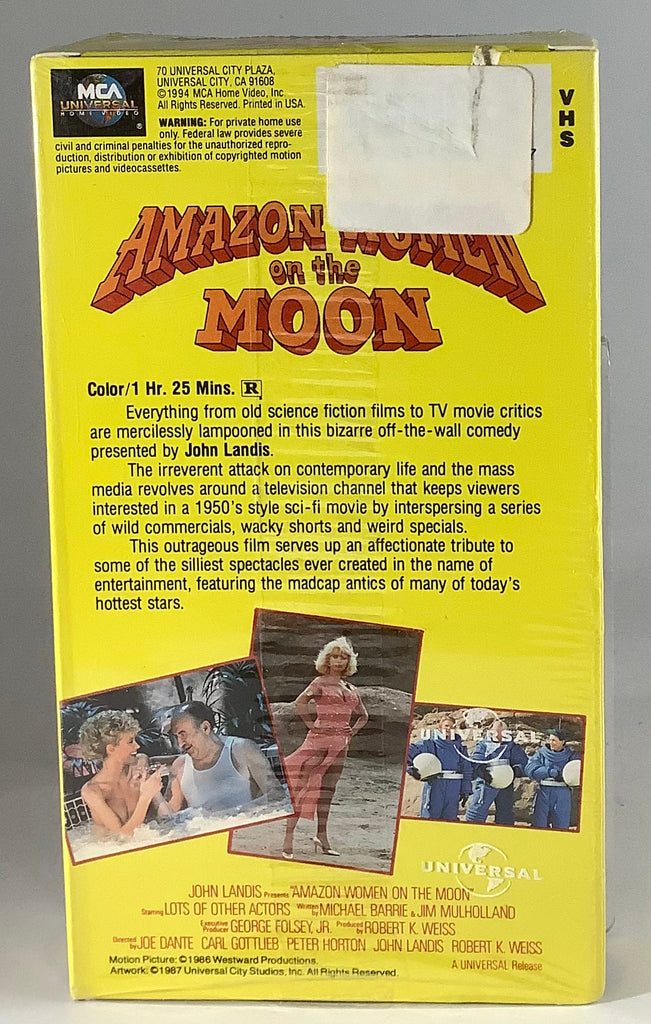 MCA
UNIVERSAL
HOME VIDEO
®
70 UNIVERSAL CITY PLAZA,
UNIVERSAL CITY, CA 91608
©1994 MCA Home Video, Inc.
All Rights Reserved. Printed in USA.
WARNING: For private home use
only. Federal law provides severe
civil and criminal penalties for the unauthorized repro-
duction, distribution or exhibition of copyrighted motion
pictures and videocassettes.
7
VHS
AMAZON WOMEN
on the
MOON
Color/1 Hr. 25 Mins. R
Everything from old science fiction films to TV movie critics
are mercilessly lampooned in this bizarre off-the-wall comedy
presented by John Landis.
The irreverent attack on contemporary life and the mass
media revolves around a television channel that keeps viewers
interested in a 1950's style sci-fi movie by interspersing a series
of wild commercials, wacky shorts and weird specials.
This outrageous film serves up an affectionate tribute to
some of the silliest spectacles ever created in the name of
entertainment, featuring the madcap antics of many of today's
hottest stars.
UNIVERSAL
UNIVERSAL
JOHN LANDIS Presents "AMAZON WOMEN ON THE MOON"
Starring LOTS OF OTHER ACTORS Written by MICHAEL BARRIE & JIM MULHOLLAND
Executive Producer GEORGE FOLSEY, JR. Produced by ROBERT K. WEISS
Directed by JOE DANTE CARL GOTTLIEB PETER HORTON JOHN LANDIS ROBERT K. WEISS
Motion Picture: ©1986 Westward Productions.
Artwork: ©1987 Universal City Studios, Inc. All Rights Reserved.
A UNIVERSAL Release